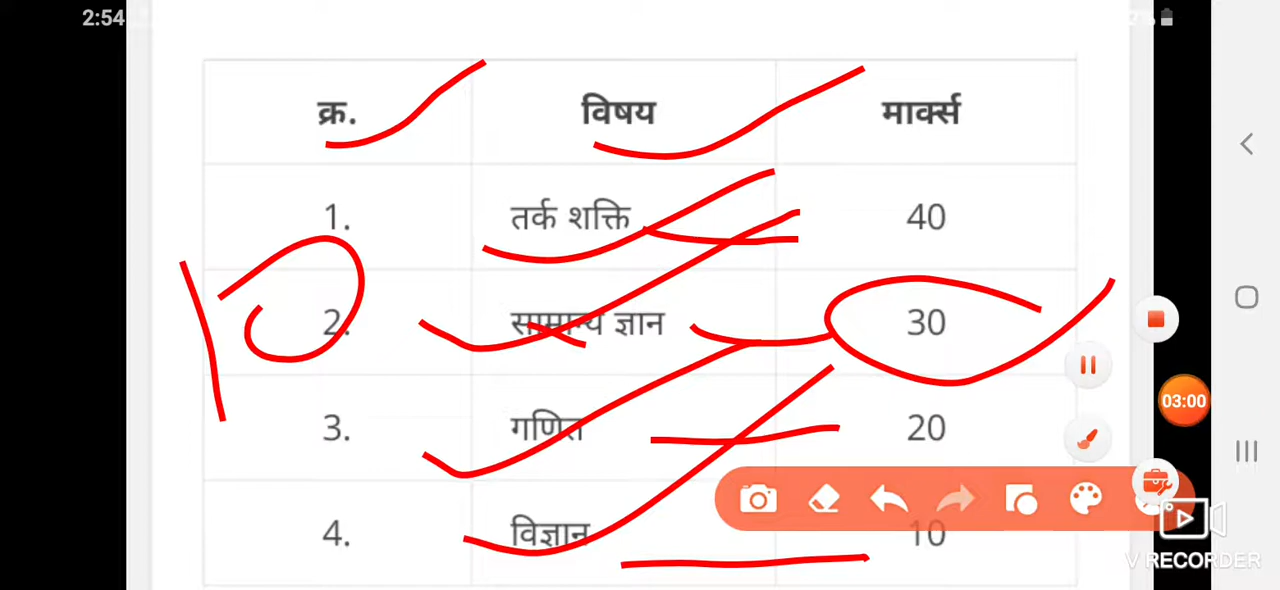 2:54
क्र. विषय मार्क्स
1. तर्क शक्ति 40
2. सामान्य ज्ञान 30
3. गणित 20
03:00
4. विज्ञान 10
V RECORDER